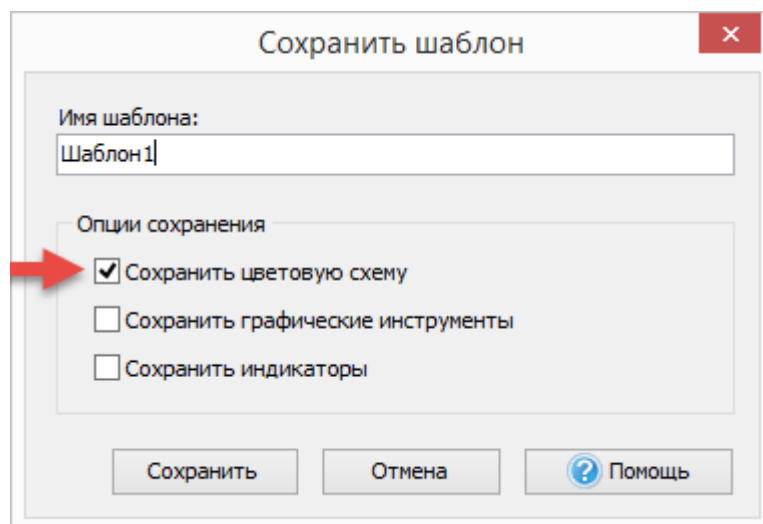 Сохранить шаблон
Имя шаблона:
Шаблон1
Опции сохранения
Сохранить цветовую схему
Сохранить графические инструменты
Сохранить индикаторы
Сохранить Отмена Помощь